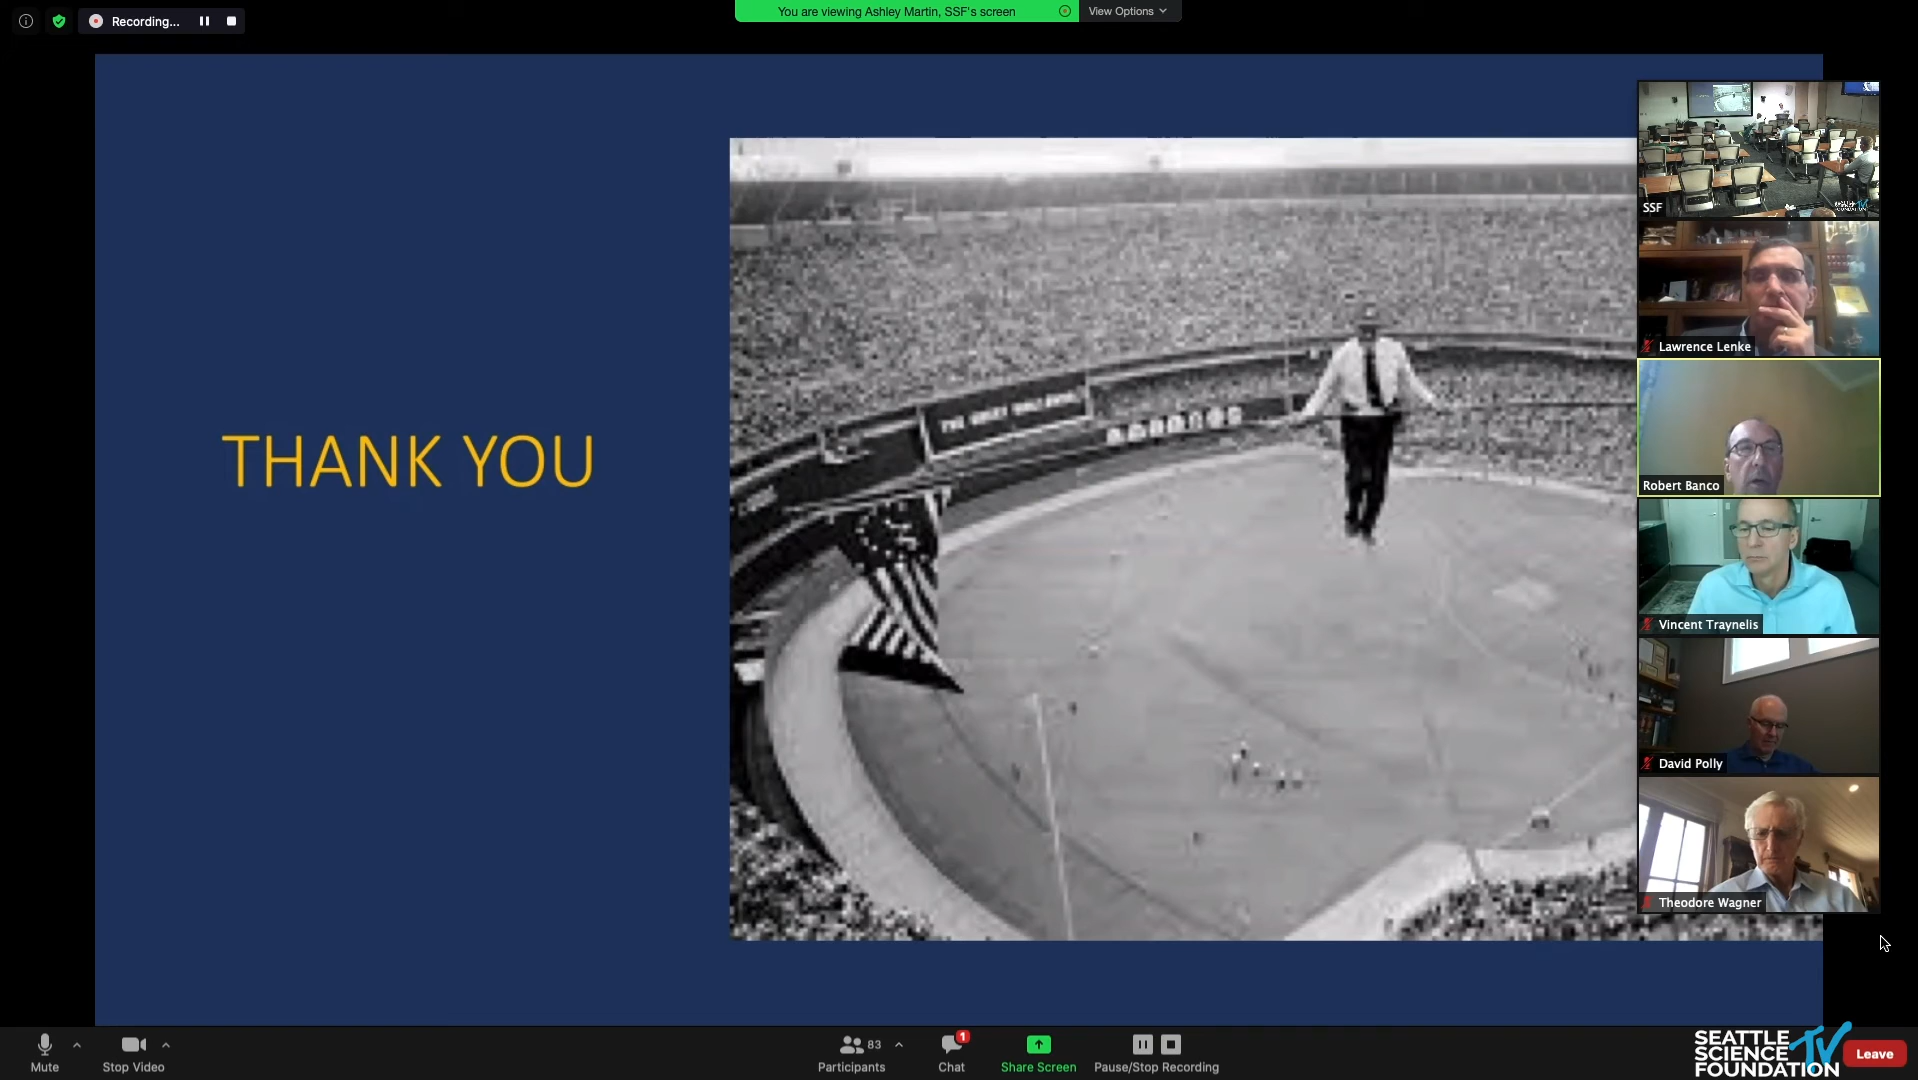 Recording...
You are viewing Ashley Martin, SSF's screen
View Options
THANK YOU
SSF
Lawrence Lenke
Robert Banco
Vincent Traynelis
David Polly
Theodore Wagner
Mute
Stop Video
83
Participants
1
Chat
Share Screen
Pause/Stop Recording
SEATTLE
SCIENCE
FOUNDATION
TV
Leave